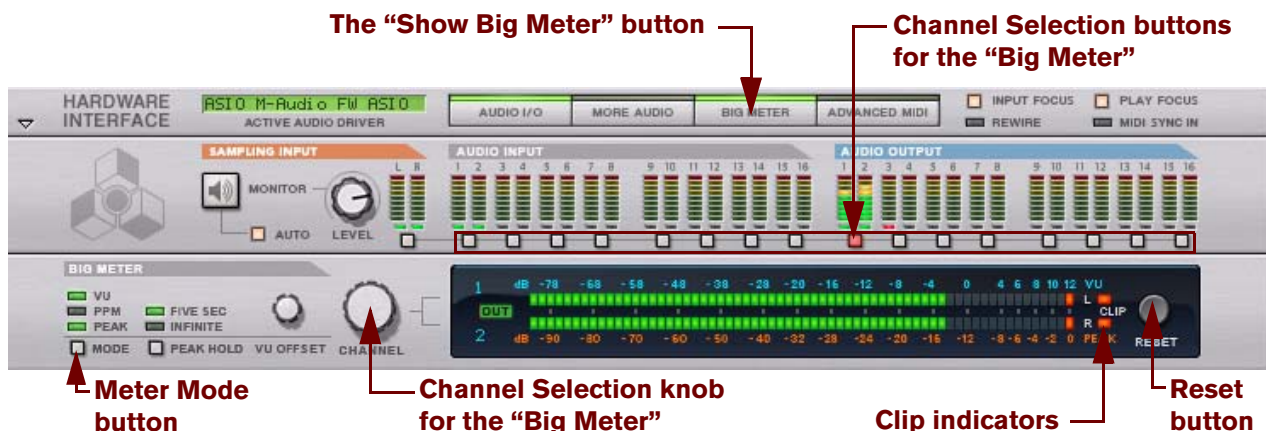 The “Show Big Meter” button
Channel Selection buttons
for the “Big Meter”
HARDWARE
INTERFACE
ASIO M-Audio FW ASIO
ACTIVE AUDIO DRIVER
AUDIO I/O
MORE AUDIO
BIG METER
ADVANCED MIDI
INPUT FOCUS
PLAY FOCUS
REWIRE
MIDI SYNC IN
SAMPLING INPUT
L R
MONITOR
AUTO
LEVEL
AUDIO INPUT
1 2 3 4 5 6 7 8 9 10 11 12 13 14 15 16
AUDIO OUTPUT
1 2 3 4 5 6 7 8 9 10 11 12 13 14 15 16
BIG METER
VU
PPM
PEAK
FIVE SEC
INFINITE
MODE
PEAK HOLD
VU OFFSET
CHANNEL
1 dB -78 -68 -58 -48 -38 -28 -20 -16 -12 -8 -4 0 4 6 8 10 12 VU
L
OUT
CLIP
R
2 dB -90 -80 -70 -60 -50 -40 -32 -28 -24 -20 -16 -12 -8 -6 -4 -2 0 PEAK
RESET
Meter Mode
button
Channel Selection knob
for the “Big Meter”
Clip indicators
Reset
button